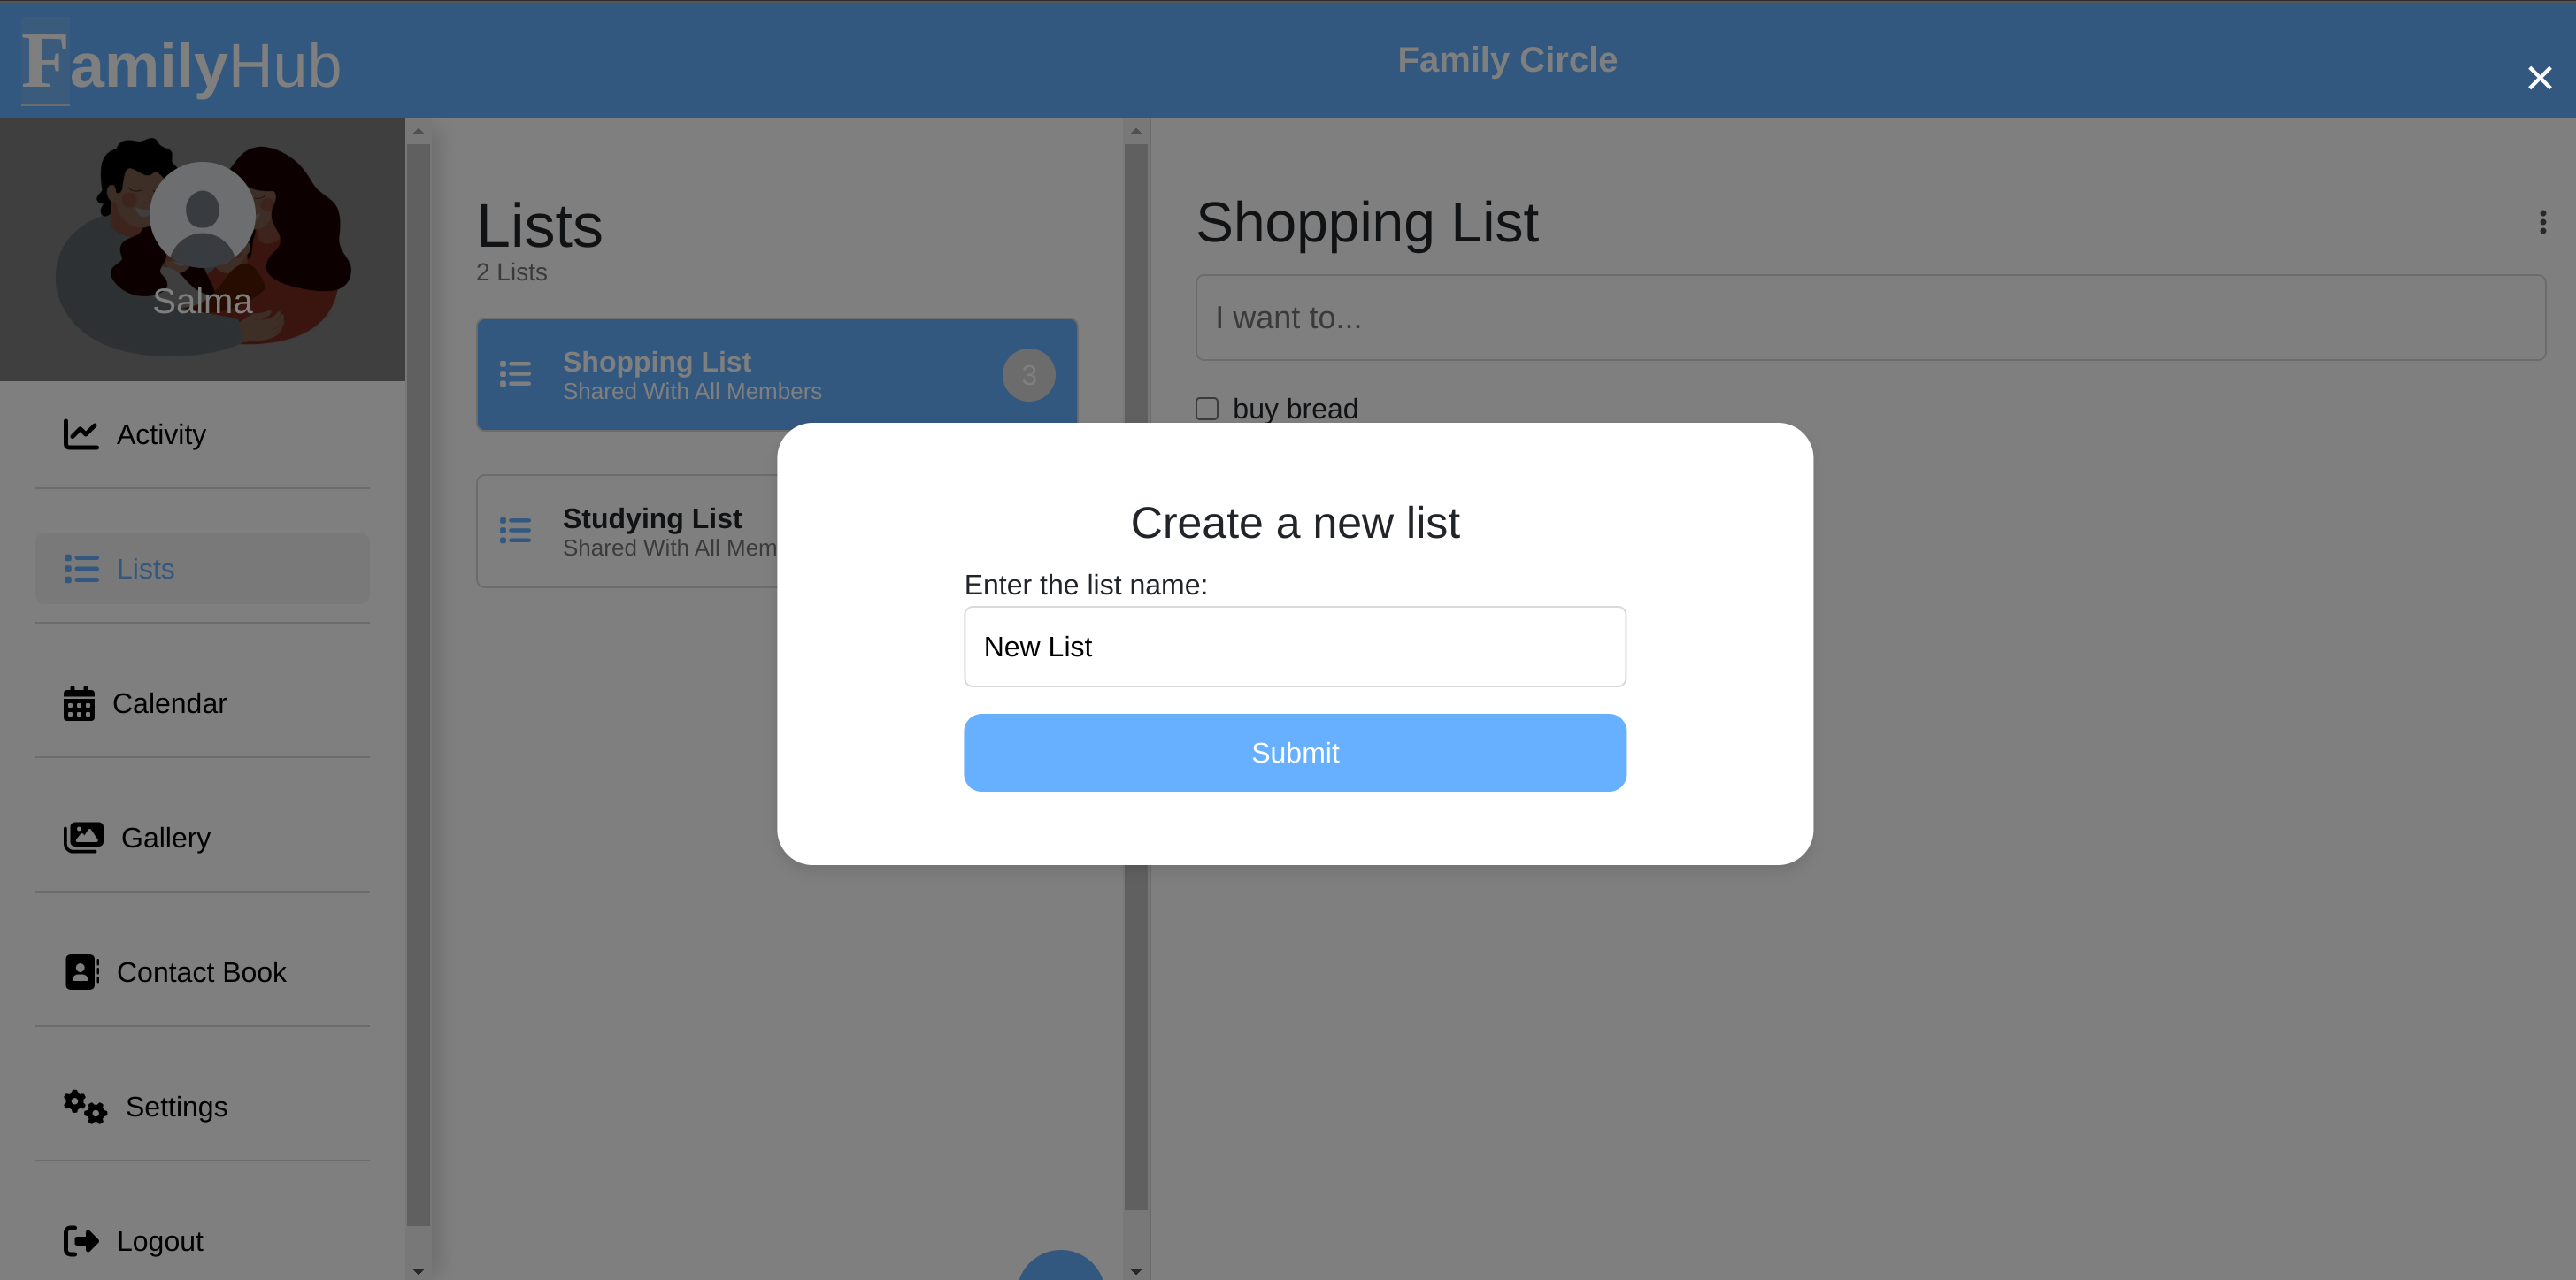 FamilyHub
Family Circle
Salma
Activity
Lists
Calendar
Gallery
Contact Book
Settings
Logout
Lists
2 Lists
Shopping List
Shared With All Members
3
Studying List
Shared With All Mem
Shopping List
I want to...
buy bread
Create a new list
Enter the list name:
New List
Submit